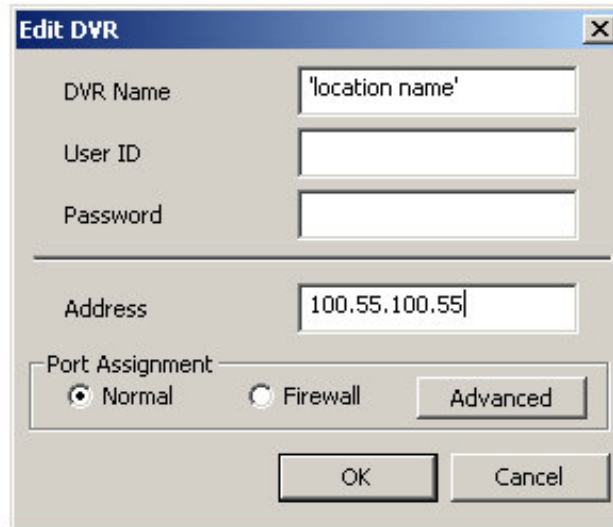 Edit DVR
DVR Name 'location name'
User ID
Password
Address 100.55.100.55
Port Assignment
Normal Firewall Advanced
OK Cancel